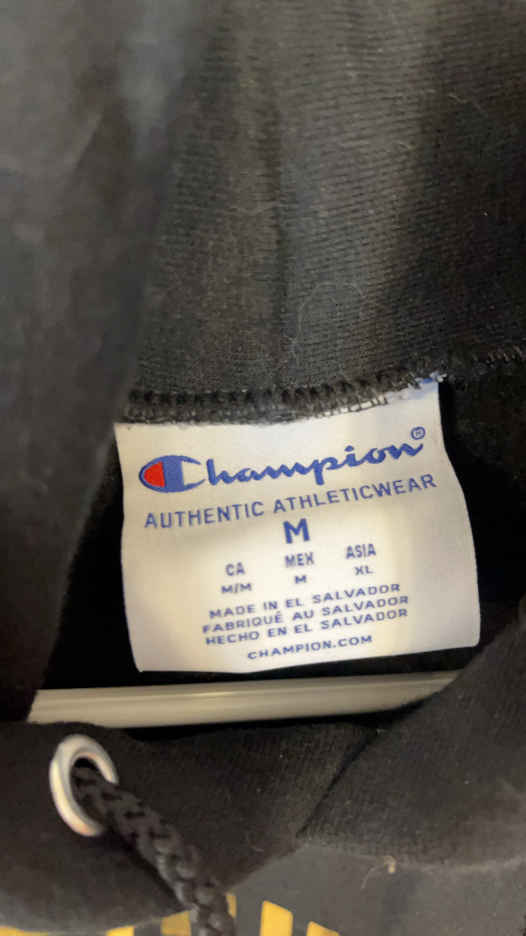 Champion®
AUTHENTIC ATHLETICWEAR
M
CA MEX ASIA
M/M M XL
MADE IN EL SALVADOR
FABRIQUÉ AU SALVADOR
HECHO EN EL SALVADOR
CHAMPION.COM